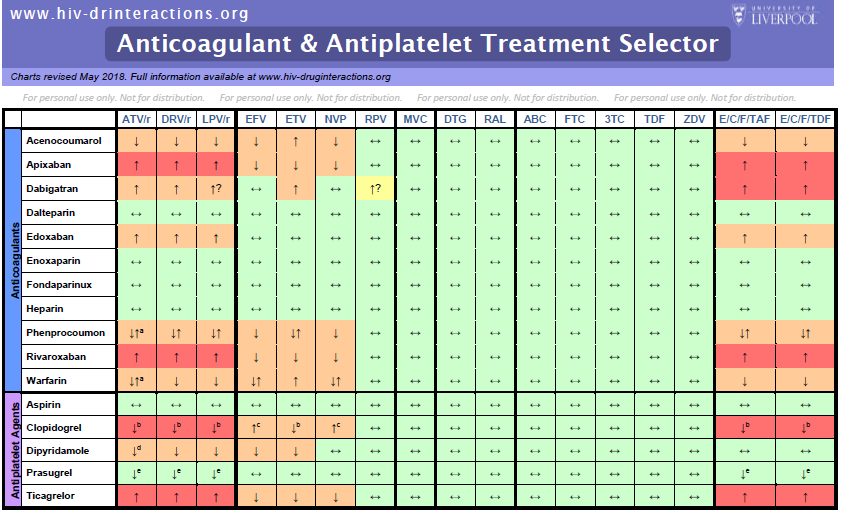 www.hiv-drinteractions.org
UNIVERSITY OF
LIVERPOOL
Anticoagulant & Antiplatelet Treatment Selector
Charts revised May 2018. Full information available at www.hiv-druginteractions.org
For personal use only. Not for distribution. For personal use only. Not for distribution. For personal use only. Not for distribution. For personal use only. Not for distribution.
ATV/r DRV/r LPV/r EFV ETV NVP RPV MVC DTG RAL ABC FTC 3TC TDF ZDV E/C/F/TAF E/C/F/TDF
Anticoagulants
Acenocoumarol ↓ ↓ ↓ ↓ ↑ ↓ ↔ ↔ ↔ ↔ ↔ ↔ ↔ ↔ ↔ ↓ ↓
Apixaban ↑ ↑ ↑ ↓ ↓ ↓ ↔ ↔ ↔ ↔ ↔ ↔ ↔ ↔ ↔ ↑ ↑
Dabigatran ↑ ↑ ↑? ↔ ↑ ↔ ↑? ↔ ↔ ↔ ↔ ↔ ↔ ↔ ↔ ↑ ↑
Dalteparin ↔ ↔ ↔ ↔ ↔ ↔ ↔ ↔ ↔ ↔ ↔ ↔ ↔ ↔ ↔ ↔ ↔
Edoxaban ↑ ↑ ↑ ↔ ↔ ↔ ↔ ↔ ↔ ↔ ↔ ↔ ↔ ↔ ↔ ↑ ↑
Enoxaparin ↔ ↔ ↔ ↔ ↔ ↔ ↔ ↔ ↔ ↔ ↔ ↔ ↔ ↔ ↔ ↔ ↔
Fondaparinux ↔ ↔ ↔ ↔ ↔ ↔ ↔ ↔ ↔ ↔ ↔ ↔ ↔ ↔ ↔ ↔ ↔
Heparin ↔ ↔ ↔ ↔ ↔ ↔ ↔ ↔ ↔ ↔ ↔ ↔ ↔ ↔ ↔ ↔ ↔
Phenprocoumon ↓↑a ↓↑ ↓↑ ↓ ↓↑ ↓ ↔ ↔ ↔ ↔ ↔ ↔ ↔ ↔ ↔ ↓↑ ↓↑
Rivaroxaban ↑ ↑ ↑ ↓ ↓ ↓ ↔ ↔ ↔ ↔ ↔ ↔ ↔ ↔ ↔ ↑ ↑
Warfarin ↓↑a ↓ ↓ ↓↑ ↑ ↓↑ ↔ ↔ ↔ ↔ ↔ ↔ ↔ ↔ ↔ ↓ ↓
Antiplatelet Agents
Aspirin ↔ ↔ ↔ ↔ ↔ ↔ ↔ ↔ ↔ ↔ ↔ ↔ ↔ ↔ ↔ ↔ ↔
Clopidogrel ↓b ↓b ↓b ↑c ↓b ↑c ↔ ↔ ↔ ↔ ↔ ↔ ↔ ↔ ↔ ↓b ↓b
Dipyridamole ↓d ↓ ↓ ↓ ↓ ↔ ↔ ↔ ↔ ↔ ↔ ↔ ↔ ↔ ↔ ↔ ↔
Prasugrel ↓e ↓e ↓e ↔ ↔ ↔ ↔ ↔ ↔ ↔ ↔ ↔ ↔ ↔ ↔ ↓e ↓e
Ticagrelor ↑ ↑ ↑ ↓ ↓ ↓ ↔ ↔ ↔ ↔ ↔ ↔ ↔ ↔ ↔ ↑ ↑